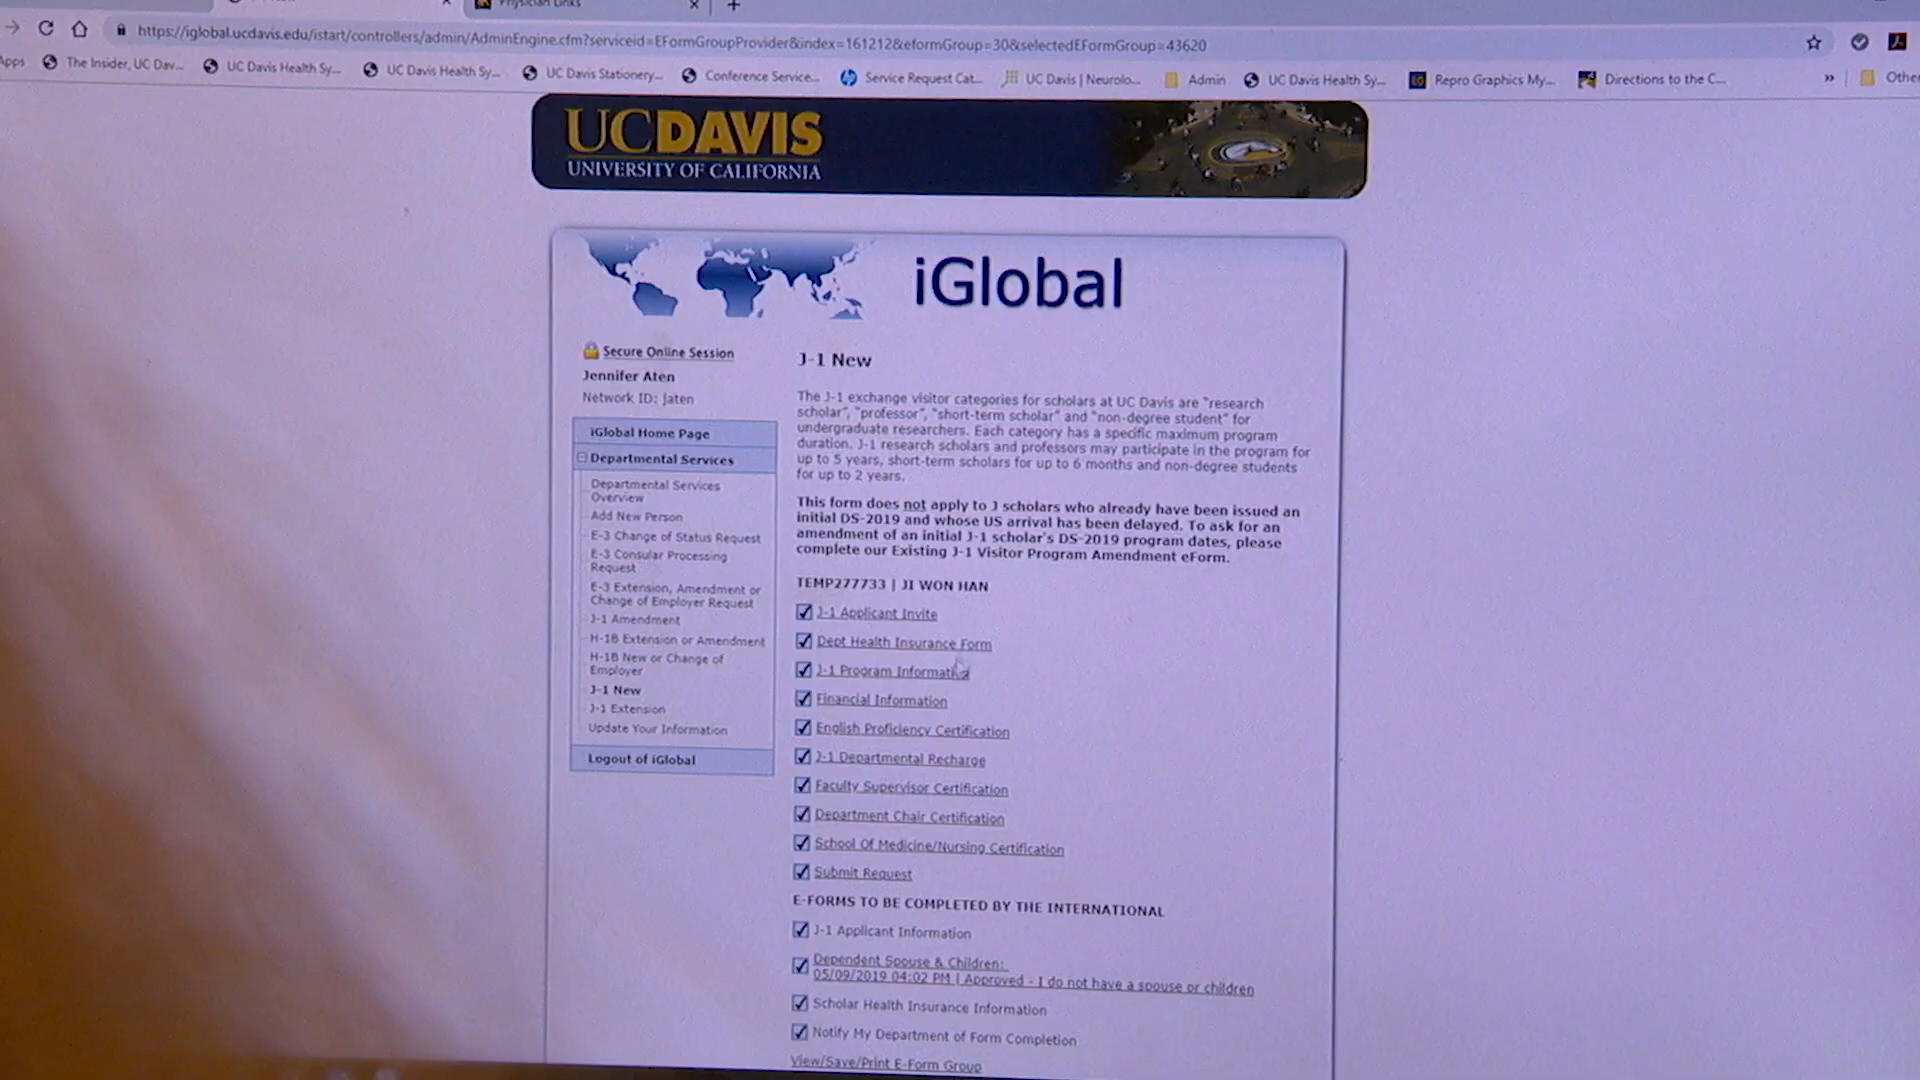 Physician Links
https://iglobal.ucdavis.edu/istart/controllers/admin/AdminEngine.cfm?serviceid=EFormGroupProvider&index=161212&eformGroup=30&selectedEFormGroup=43620
Apps The Insider, UC Dav... UC Davis Health Sy... UC Davis Health Sy... UC Davis Stationery... Conference Service... Service Request Cat... UC Davis | Neurolo... Admin UC Davis Health Sy... Repro Graphics My... Directions to the C... » Other
UCDAVIS
UNIVERSITY OF CALIFORNIA
iGlobal
Secure Online Session
Jennifer Aten
Network ID: jaten
iGlobal Home Page
Departmental Services
Departmental Services
Overview
Add New Person
E-3 Change of Status Request
E-3 Consular Processing
Request
E-3 Extension, Amendment or
Change of Employer Request
J-1 Amendment
H-1B Extension or Amendment
H-1B New or Change of
Employer
J-1 New
J-1 Extension
Update Your Information
Logout of iGlobal
J-1 New
The J-1 exchange visitor categories for scholars at UC Davis are "research
scholar", "professor", "short-term scholar" and "non-degree student" for
undergraduate researchers. Each category has a specific maximum program
duration. J-1 research scholars and professors may participate in the program for
up to 5 years, short-term scholars for up to 6 months and non-degree students
for up to 2 years.
This form does not apply to J scholars who already have been issued an
initial DS-2019 and whose US arrival has been delayed. To ask for an
amendment of an initial J-1 scholar's DS-2019 program dates, please
complete our Existing J-1 Visitor Program Amendment eForm.
TEMP277733 | JI WON HAN
J-1 Applicant Invite
Dept Health Insurance Form
J-1 Program Information
Financial Information
English Proficiency Certification
J-1 Departmental Recharge
Faculty Supervisor Certification
Department Chair Certification
School Of Medicine/Nursing Certification
Submit Request
E-FORMS TO BE COMPLETED BY THE INTERNATIONAL
J-1 Applicant Information
Dependent Spouse & Children:
05/09/2019 04:02 PM | Approved - I do not have a spouse or children
Scholar Health Insurance Information
Notify My Department of Form Completion
View/Save/Print E-Form Group